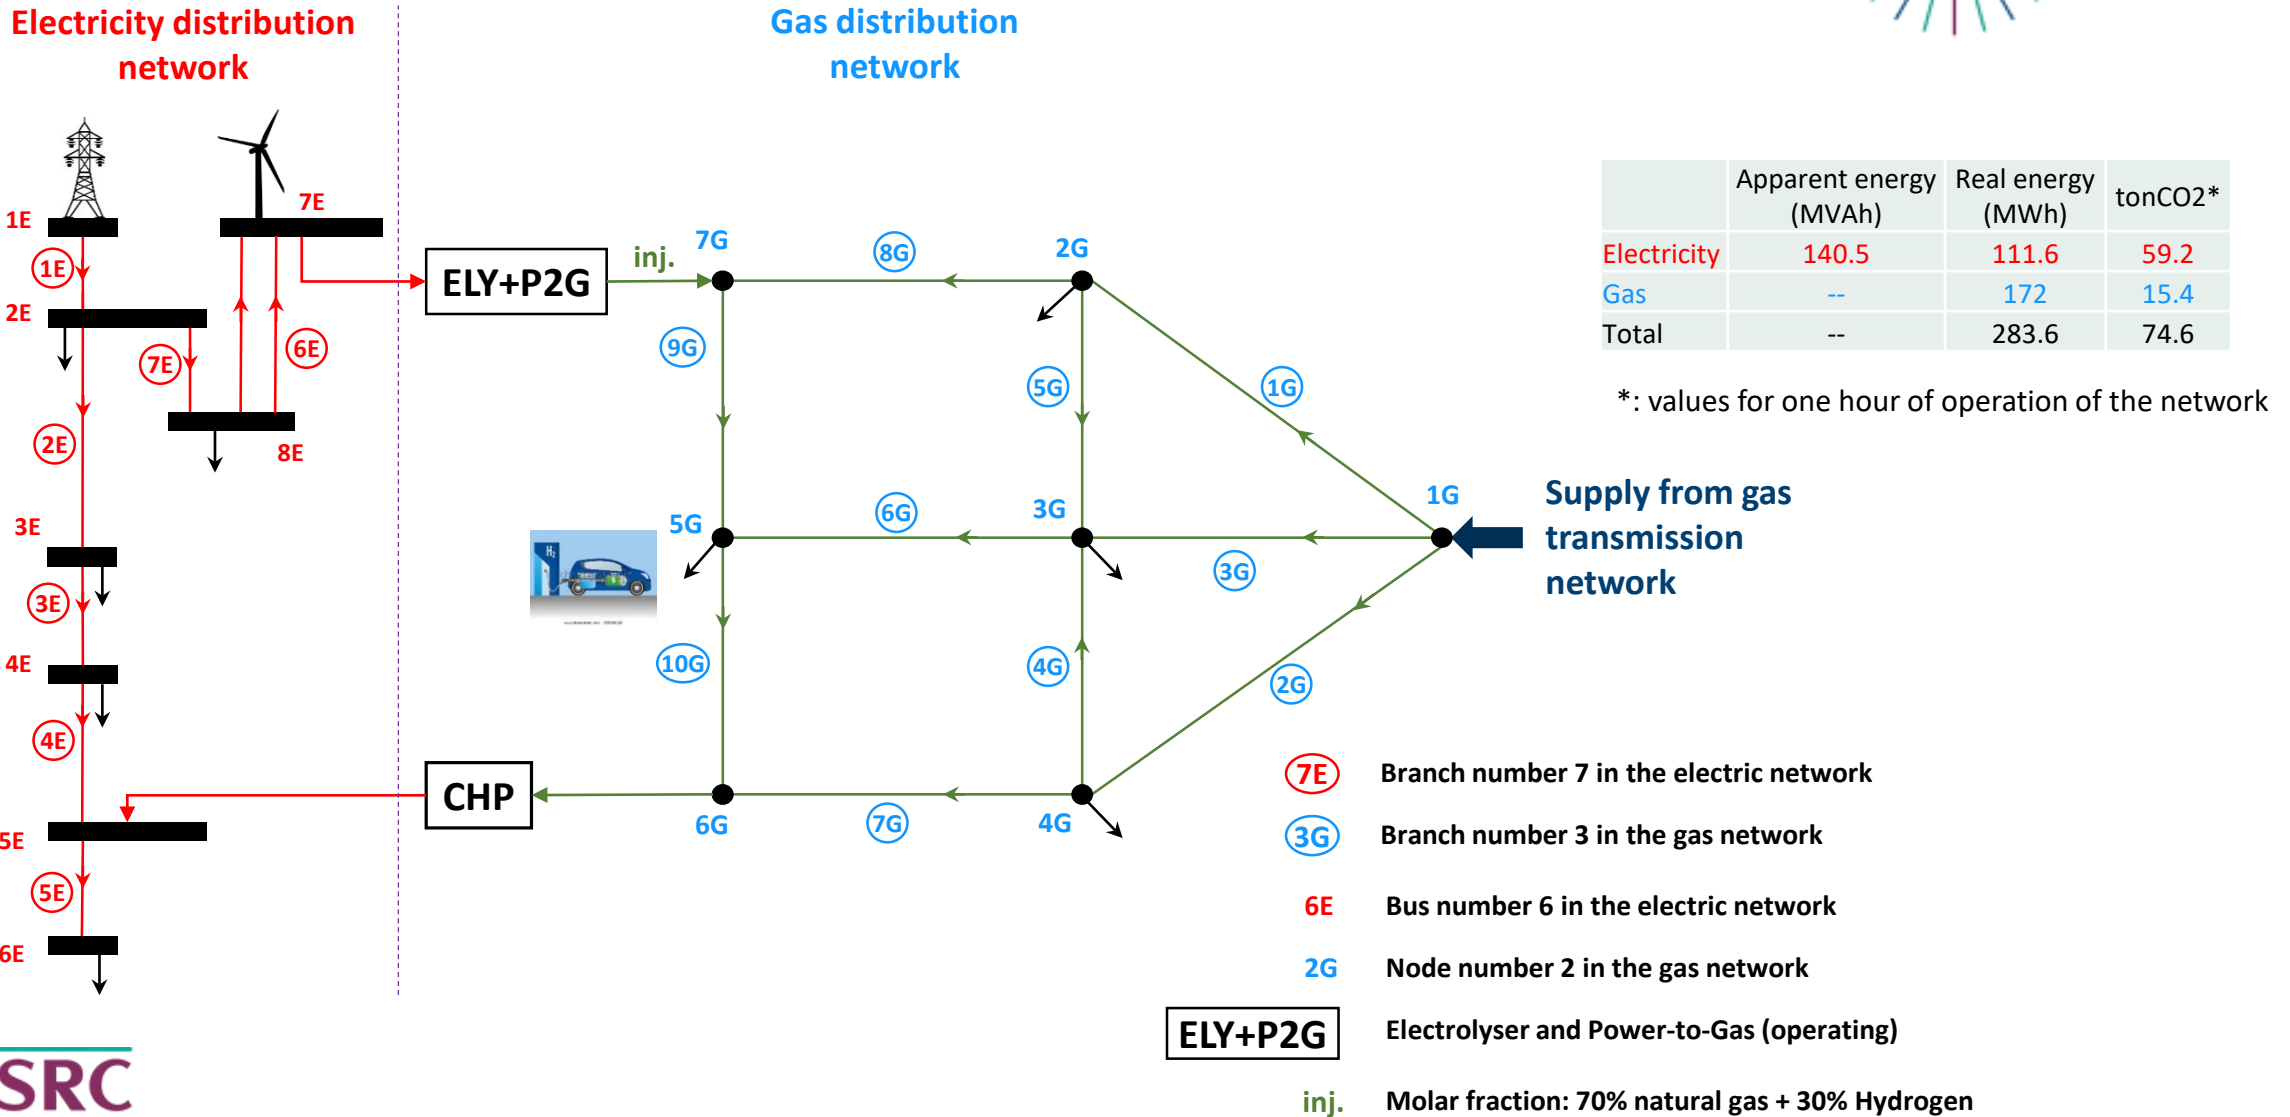 Electricity distribution
network
Gas distribution
network
1E
1E
2E
7E
7E
6E
2E
8E
3E
3E
4E
4E
5E
5E
6E
ELY+P2G
inj.
CHP
7G
8G
2G
9G
5G
1G
5G
6G
3G
1G
3G
10G
4G
2G
6G
7G
4G
H2
Supply from gas
transmission
network
Apparent energy (MVAh) Real energy (MWh) tonCO2*
Electricity 140.5 111.6 59.2
Gas -- 172 15.4
Total -- 283.6 74.6
*: values for one hour of operation of the network
7E Branch number 7 in the electric network
3G Branch number 3 in the gas network
6E Bus number 6 in the electric network
2G Node number 2 in the gas network
ELY+P2G Electrolyser and Power-to-Gas (operating)
inj. Molar fraction: 70% natural gas + 30% Hydrogen
SRC